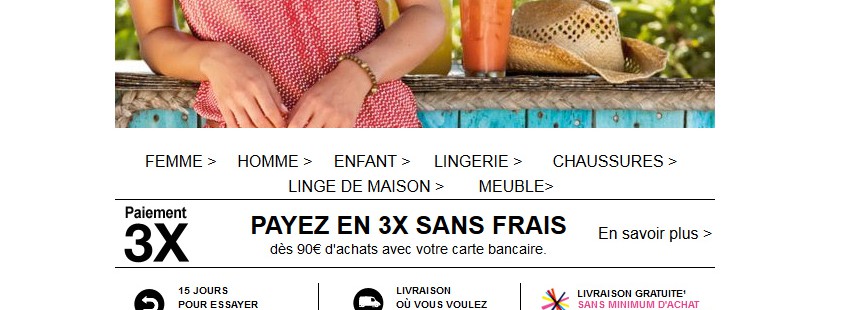 FEMME > HOMME > ENFANT > LINGERIE > CHAUSSURES >
LINGE DE MAISON > MEUBLE>
Paiement
3X
PAYEZ EN 3X SANS FRAIS
dès 90€ d'achats avec votre carte bancaire.
En savoir plus >
15 JOURS
POUR ESSAYER
LIVRAISON
OÙ VOUS VOULEZ
LIVRAISON GRATUITE¹
SANS MINIMUM D'ACHAT